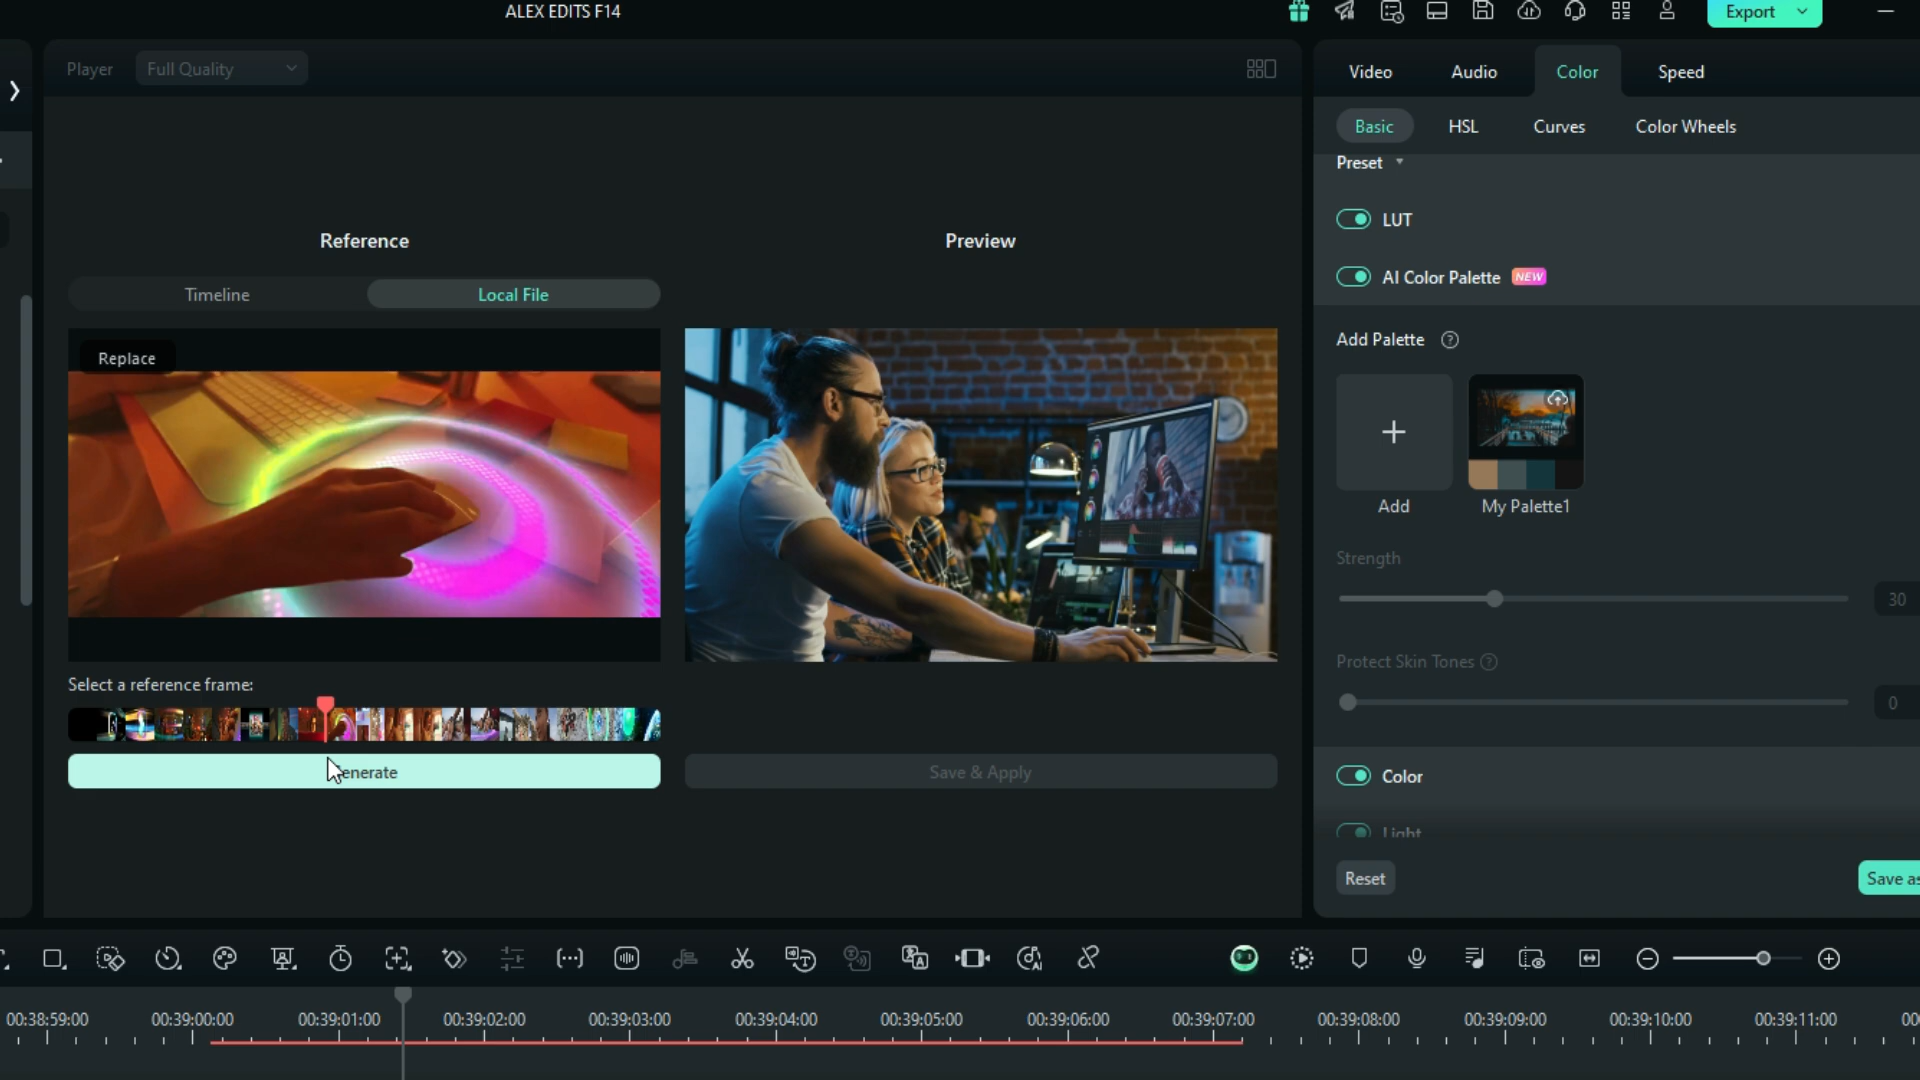 ALEX EDITS F14
Export
Player
Full Quality
Video
Audio
Color
Speed
Basic
HSL
Curves
Color Wheels
Preset
LUT
AI Color Palette NEW
Reference
Preview
Timeline
Local File
Replace
Add Palette ?
Add
My Palette1
Strength
30
Protect Skin Tones ?
0
Select a reference frame:
Save & Apply
Color
Light
Reset
Save as
00:38:59:00
00:39:00:00
00:39:01:00
00:39:02:00
00:39:03:00
00:39:04:00
00:39:05:00
00:39:06:00
00:39:07:00
00:39:08:00
00:39:09:00
00:39:10:00
00:39:11:00